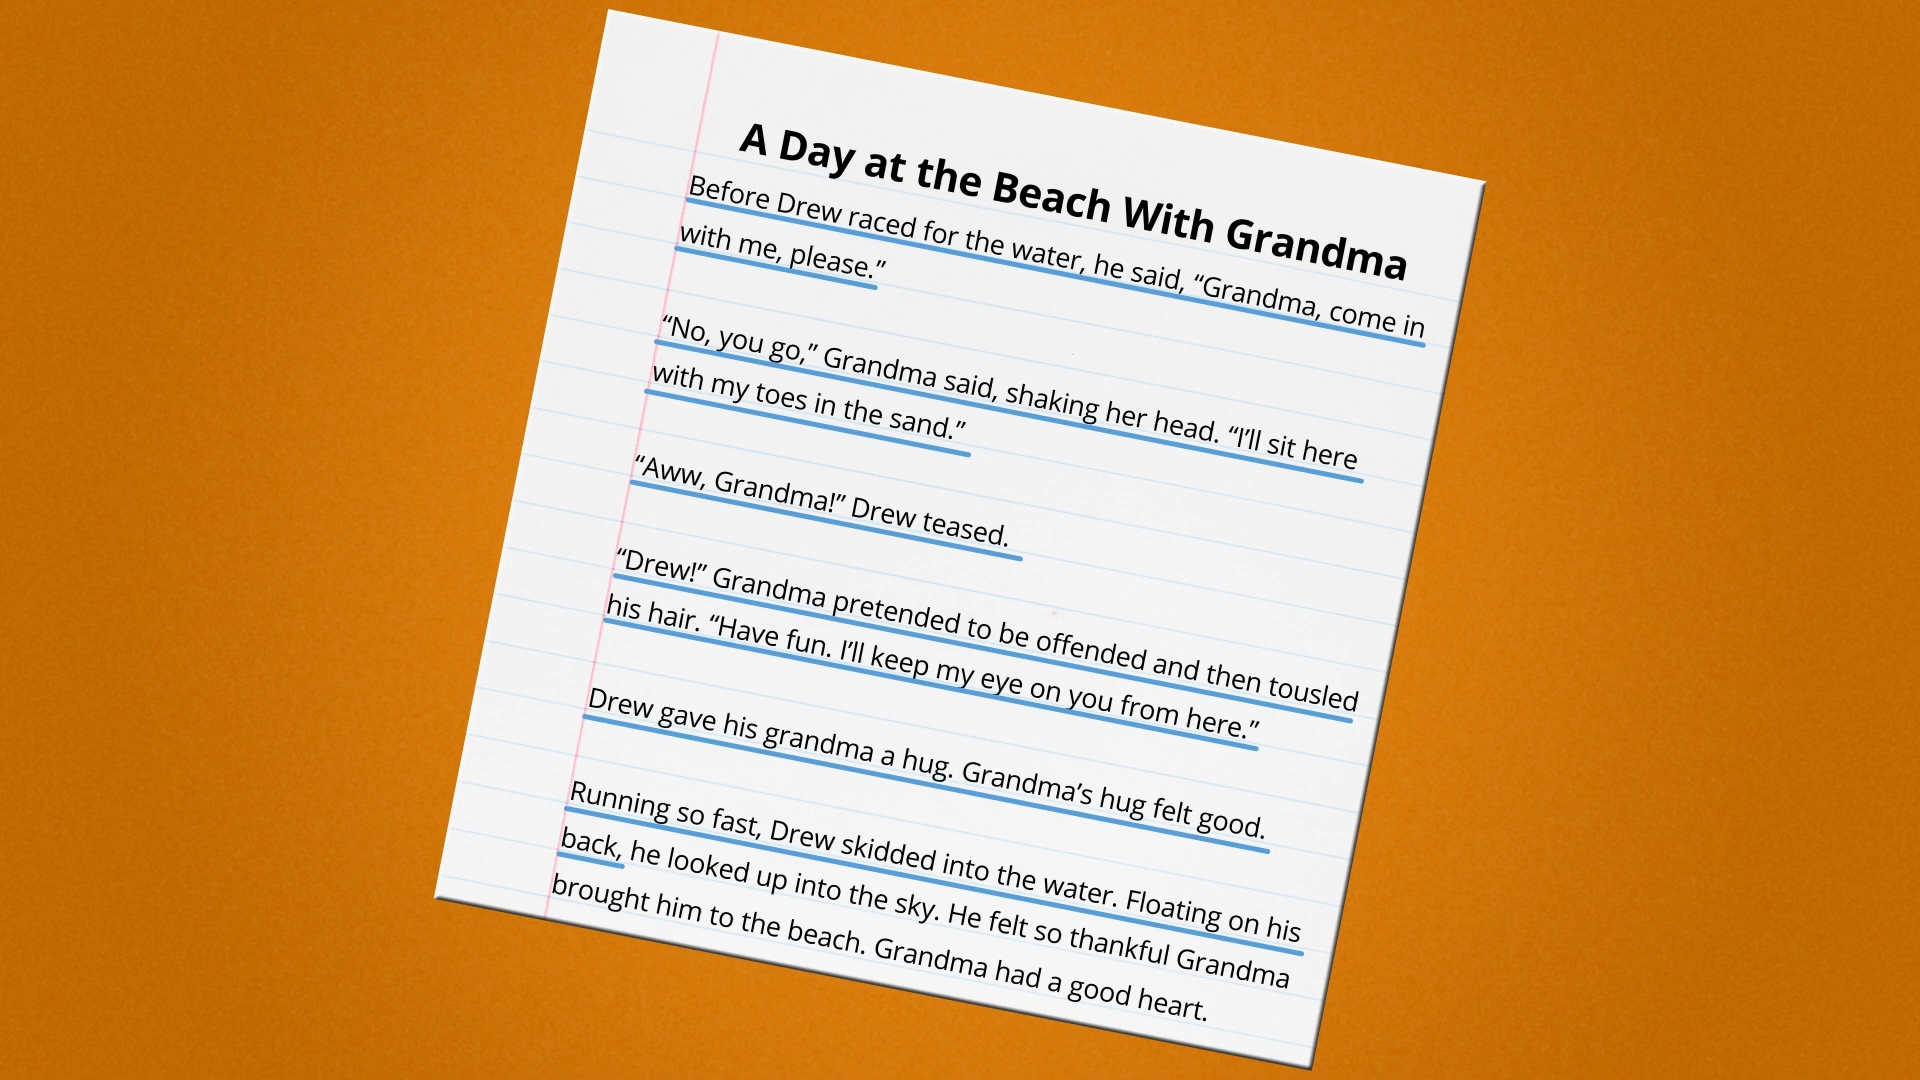 A Day at the Beach With Grandma
Before Drew raced for the water, he said, “Grandma, come in
with me, please.”
“No, you go,” Grandma said, shaking her head. “I’ll sit here
with my toes in the sand.”
“Aww, Grandma!” Drew teased.
“Drew!” Grandma pretended to be offended and then tousled
his hair. “Have fun. I’ll keep my eye on you from here.”
Drew gave his grandma a hug. Grandma’s hug felt good.
Running so fast, Drew skidded into the water. Floating on his
back, he looked up into the sky. He felt so thankful Grandma
brought him to the beach. Grandma had a good heart.